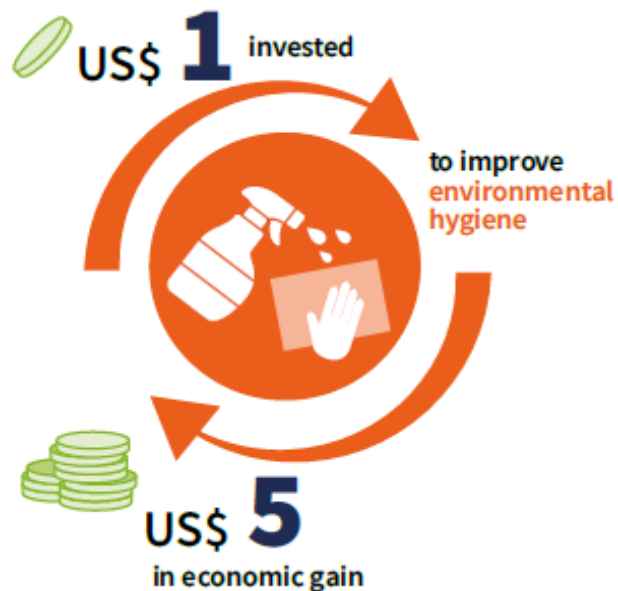 US$ 1 invested
to improve
environmental
hygiene
US$ 5
in economic gain